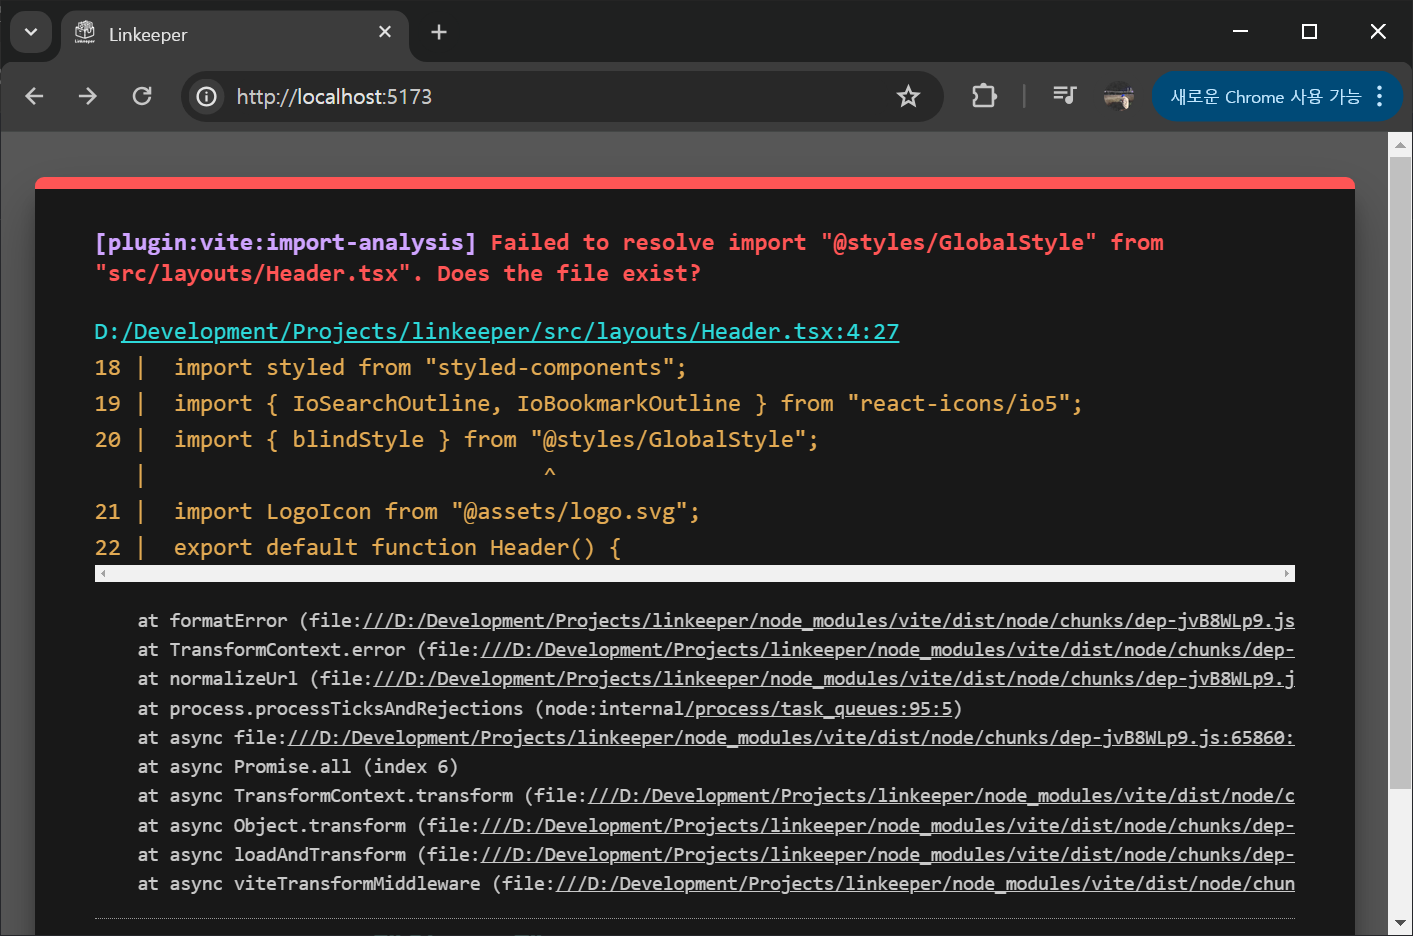 Linkeeper
http://localhost:5173
새로운 Chrome 사용 가능
[plugin:vite:import-analysis] Failed to resolve import "@styles/GlobalStyle" from
"src/layouts/Header.tsx". Does the file exist?
D:/Development/Projects/linkeeper/src/layouts/Header.tsx:4:27
18 |  import styled from "styled-components";
19 |  import { IoSearchOutline, IoBookmarkOutline } from "react-icons/io5";
20 |  import { blindStyle } from "@styles/GlobalStyle";
|                              ^
21 |  import LogoIcon from "@assets/logo.svg";
22 |  export default function Header() {
at formatError (file:///D:/Development/Projects/linkeeper/node_modules/vite/dist/node/chunks/dep-jvB8WLp9.js
at TransformContext.error (file:///D:/Development/Projects/linkeeper/node_modules/vite/dist/node/chunks/dep-
at normalizeUrl (file:///D:/Development/Projects/linkeeper/node_modules/vite/dist/node/chunks/dep-jvB8WLp9.j
at process.processTicksAndRejections (node:internal/process/task_queues:95:5)
at async file:///D:/Development/Projects/linkeeper/node_modules/vite/dist/node/chunks/dep-jvB8WLp9.js:65860:
at async Promise.all (index 6)
at async TransformContext.transform (file:///D:/Development/Projects/linkeeper/node_modules/vite/dist/node/c
at async Object.transform (file:///D:/Development/Projects/linkeeper/node_modules/vite/dist/node/chunks/dep-
at async loadAndTransform (file:///D:/Development/Projects/linkeeper/node_modules/vite/dist/node/chunks/dep-
at async viteTransformMiddleware (file:///D:/Development/Projects/linkeeper/node_modules/vite/dist/node/chun